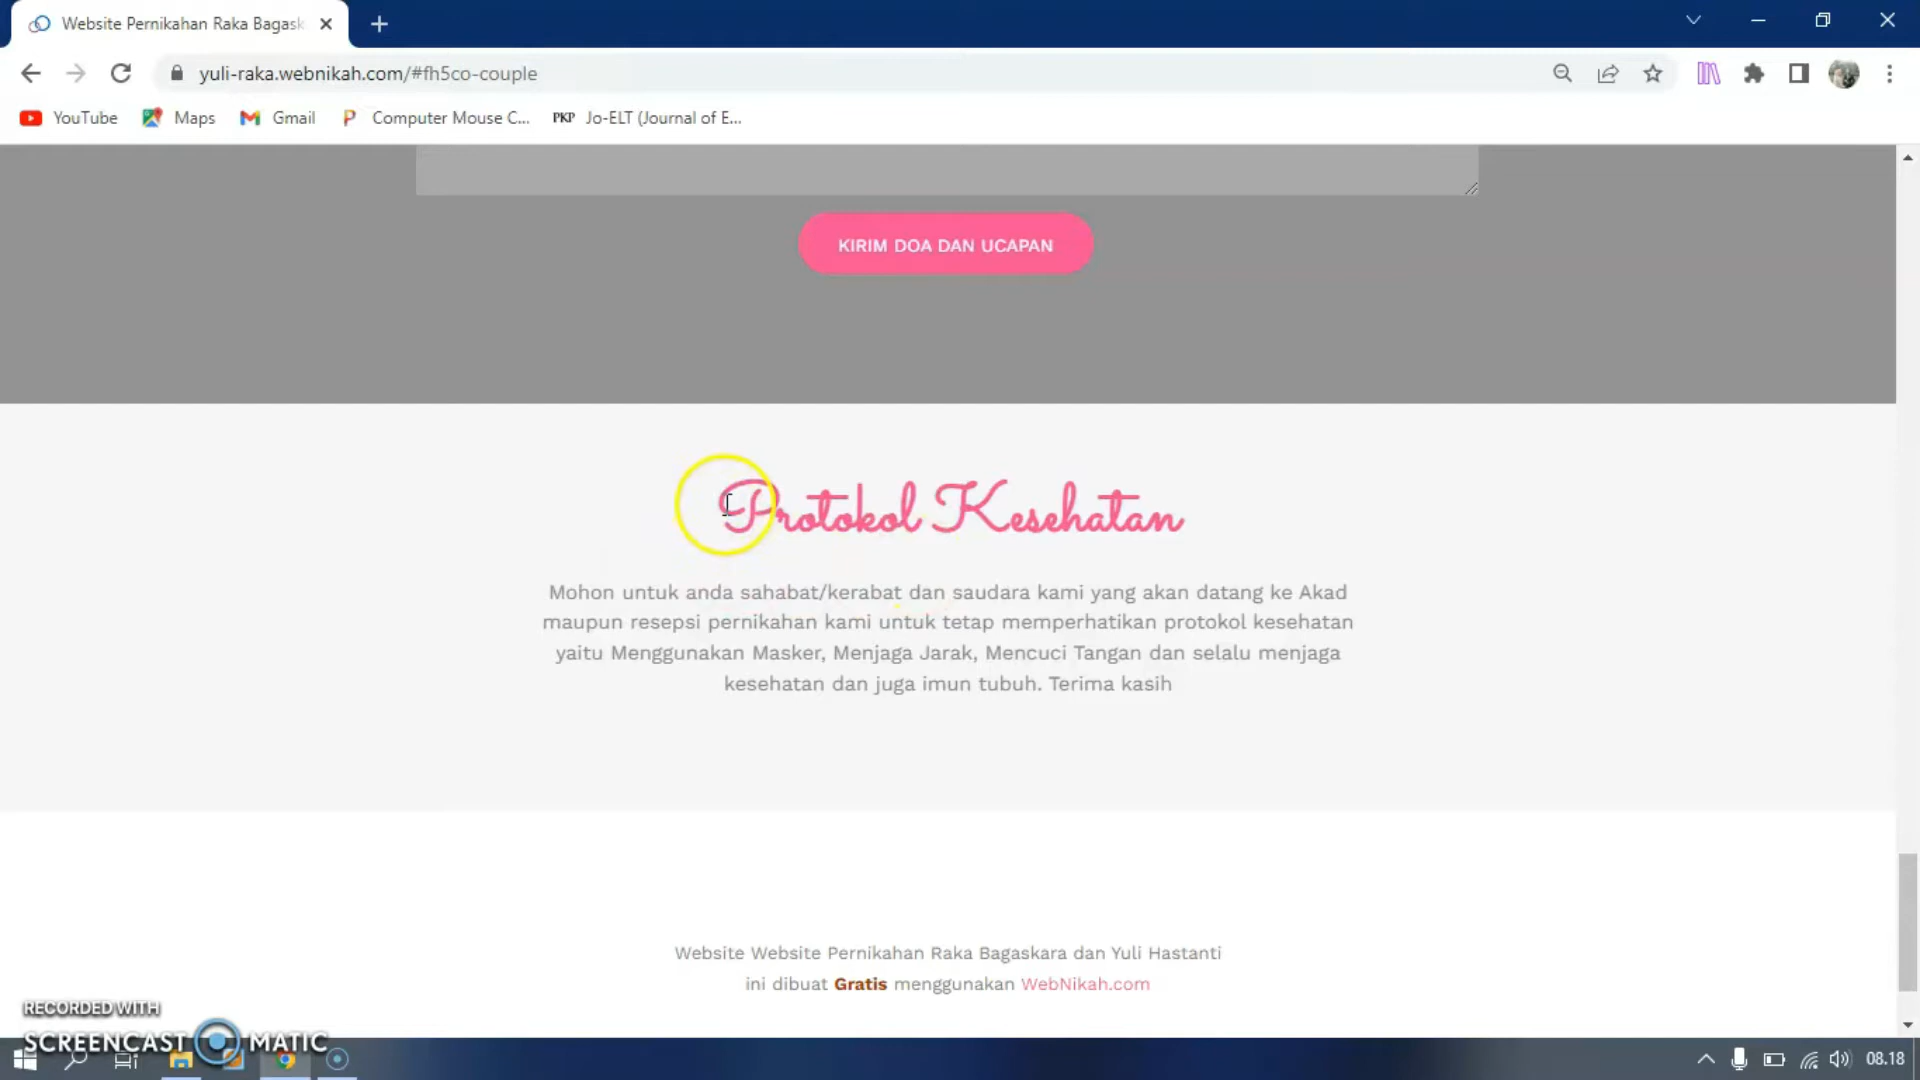 Website Pernikahan Raka Bagask
yuli-raka.webnikah.com/#fh5co-couple
YouTube Maps Gmail Computer Mouse C... PKP Jo-ELT (Journal of E...
KIRIM DOA DAN UCAPAN
Protokol Kesehatan
Mohon untuk anda sahabat/kerabat dan saudara kami yang akan datang ke Akad
maupun resepsi pernikahan kami untuk tetap memperhatikan protokol kesehatan
yaitu Menggunakan Masker, Menjaga Jarak, Mencuci Tangan dan selalu menjaga
kesehatan dan juga imun tubuh. Terima kasih
Website Website Pernikahan Raka Bagaskara dan Yuli Hastanti
ini dibuat Gratis menggunakan WebNikah.com
RECORDED WITH
SCREENCAST MATIC
08.18